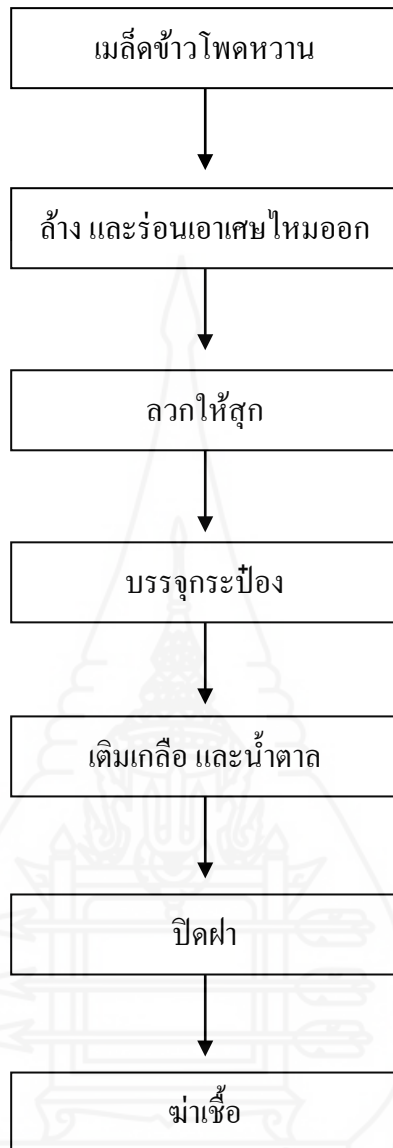 เมล็ดข้าวโพดหวาน
ล้าง และร่อนเอาเศษไหมออก
ลวกให้สุก
บรรจุกระป๋อง
เติมเกลือ และน้ำตาล
ปิดฝา
ฆ่าเชื้อ